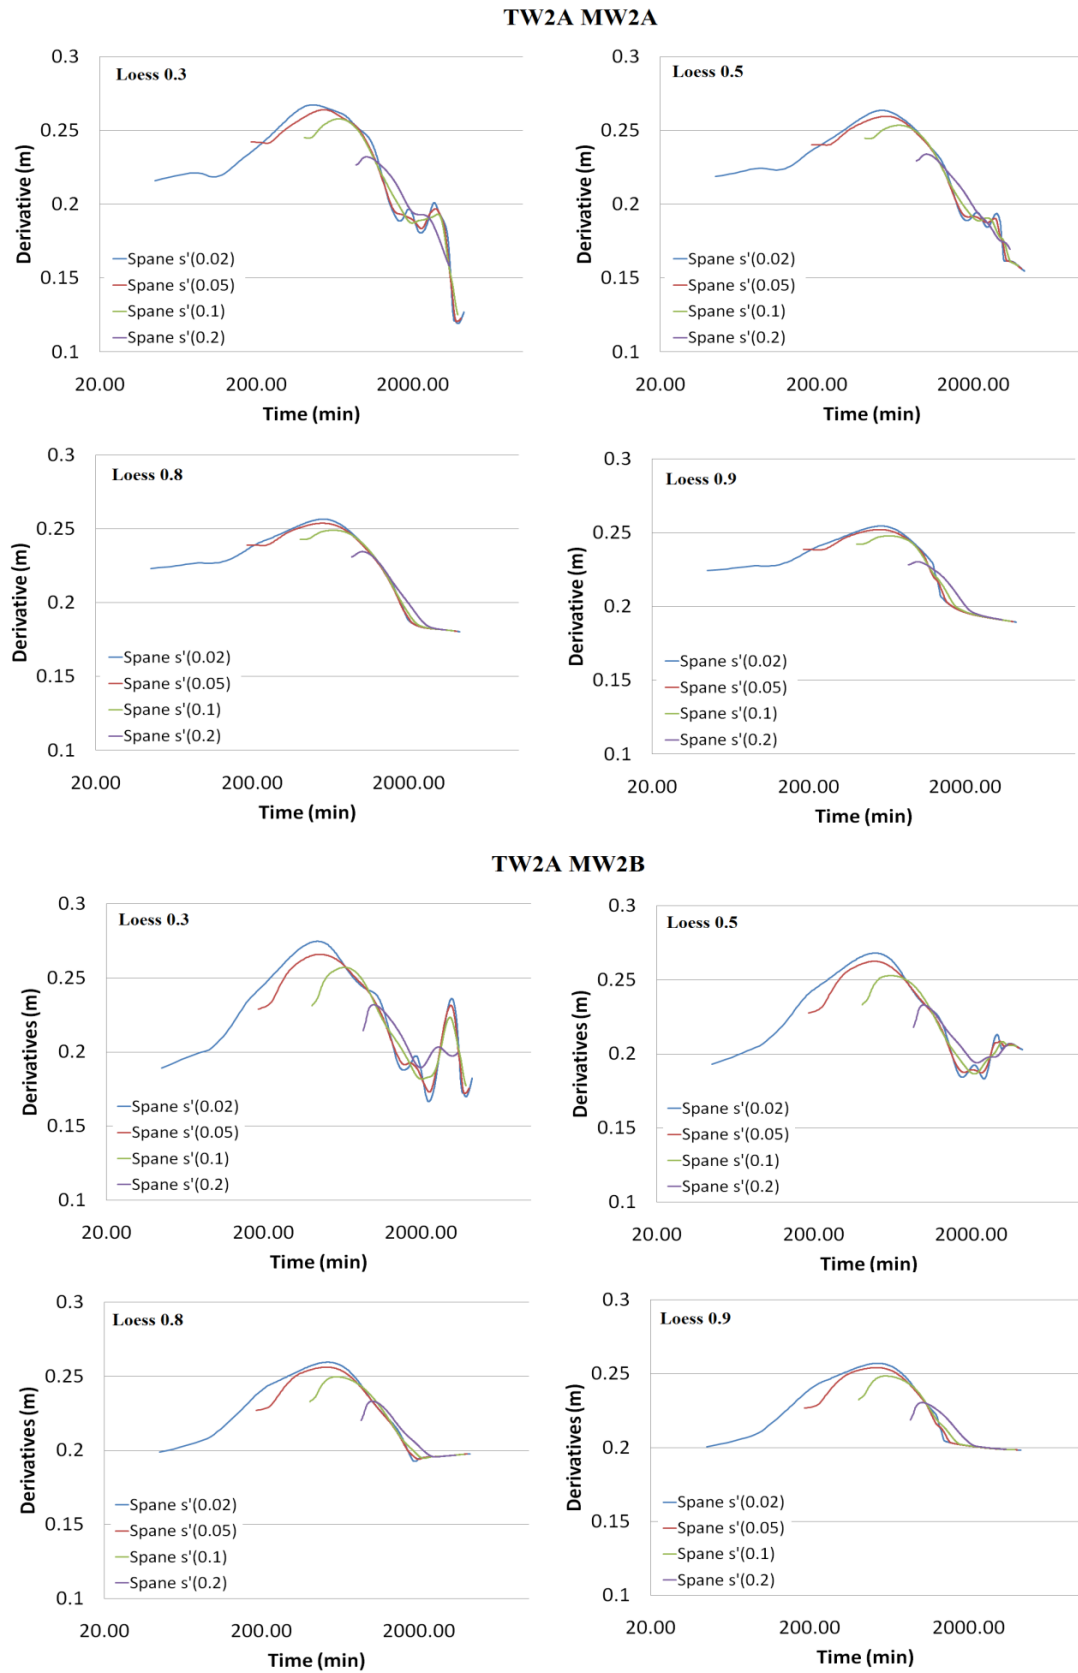 TW2A MW2A
Loess 0.3
0.3
0.25
0.2
0.15
0.1
Derivative (m)
Spane s'(0.02)
Spane s'(0.05)
Spane s'(0.1)
Spane s'(0.2)
20.00 200.00 2000.00
Time (min)
Loess 0.5
0.3
0.25
0.2
0.15
0.1
Derivative (m)
Spane s'(0.02)
Spane s'(0.05)
Spane s'(0.1)
Spane s'(0.2)
20.00 200.00 2000.00
Time (min)
Loess 0.8
0.3
0.25
0.2
0.15
0.1
Derivative (m)
Spane s'(0.02)
Spane s'(0.05)
Spane s'(0.1)
Spane s'(0.2)
20.00 200.00 2000.00
Time (min)
Loess 0.9
0.3
0.25
0.2
0.15
0.1
Derivative (m)
Spane s'(0.02)
Spane s'(0.05)
Spane s'(0.1)
Spane s'(0.2)
20.00 200.00 2000.00
Time (min)
TW2A MW2B
Loess 0.3
0.3
0.25
0.2
0.15
0.1
Derivatives (m)
Spane s'(0.02)
Spane s'(0.05)
Spane s'(0.1)
Spane s'(0.2)
20.00 200.00 2000.00
Time (min)
Loess 0.5
0.3
0.25
0.2
0.15
0.1
Derivatives (m)
Spane s'(0.02)
Spane s'(0.05)
Spane s'(0.1)
Spane s'(0.2)
20.00 200.00 2000.00
Time (min)
Loess 0.8
0.3
0.25
0.2
0.15
0.1
Derivatives (m)
Spane s'(0.02)
Spane s'(0.05)
Spane s'(0.1)
Spane s'(0.2)
20.00 200.00 2000.00
Time (min)
Loess 0.9
0.3
0.25
0.2
0.15
0.1
Derivatives (m)
Spane s'(0.02)
Spane s'(0.05)
Spane s'(0.1)
Spane s'(0.2)
20.00 200.00 2000.00
Time (min)